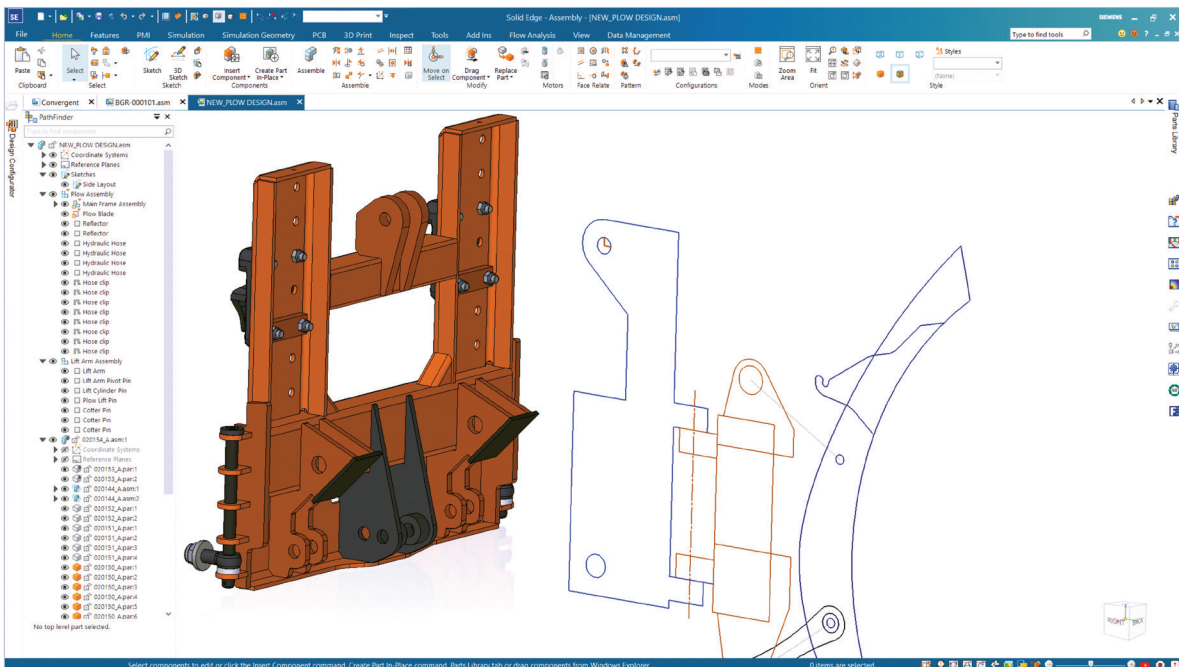 SE
Solid Edge - Assembly - [NEW_PLOW DESIGN.asm]
SIEMENS
File Home Features PMI Simulation Simulation Geometry PCB 3D Print Inspect Tools Add Ins Flow Analysis View Data Management
Type to find tools
Paste
Select
Sketch
3D Sketch
Insert Component
Create Part In-Place
Assemble
Move on Select
Drag Component
Replace Part
Zoom Area
Fit
Styles
(None)
Clipboard
Select
Sketch
Assemble
Modify
Motors
Face Relate
Pattern
Configurations
Modes
Orient
Style
Convergent
BGR-000101.asm
NEW_PLOW DESIGN.asm
Design Configurator
Parts Library
PathFinder
Type to find components
NEW_PLOW DESIGN.asm
Coordinate Systems
Reference Planes
Sketches
Side Layout
Plow Assembly
Main Frame Assembly
Plow Blade
Reflector
Reflector
Hydraulic Hose
Hydraulic Hose
Hydraulic Hose
Hydraulic Hose
Hose clip
Hose clip
Hose clip
Hose clip
Hose clip
Hose clip
Hose clip
Hose clip
Lift Arm Assembly
Lift Arm
Lift Arm Pivot Pin
Lift Cylinder Pin
Plow Lift Pin
Cotter Pin
Cotter Pin
Cotter Pin
020154_A.asm:1
Coordinate Systems
Reference Planes
020153_A.par:1
020153_A.par:2
020144_A.asm:1
020144_A.asm:2
020152_A.par:1
020152_A.par:2
020151_A.par:1
020151_A.par:2
020151_A.par:3
020151_A.par:4
020150_A.par:1
020150_A.par:2
020150_A.par:3
020150_A.par:4
020150_A.par:5
020150_A.par:6
No top level part selected.
RIGHT
BACK
Select components to edit or click the Insert Component command, Create Part In-Place command, Parts Library tab or drag components from Windows Explorer.
0 items are selected